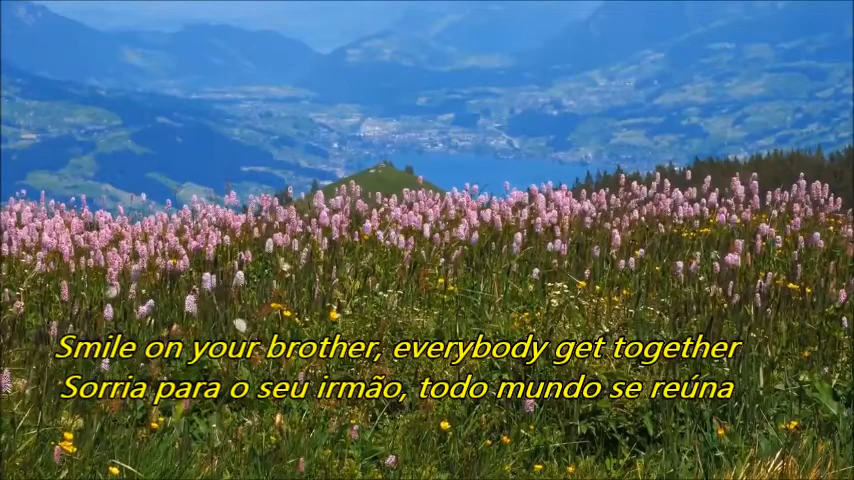 Smile on your brother, everybody get together
Sorria para o seu irmão, todo mundo se reúna